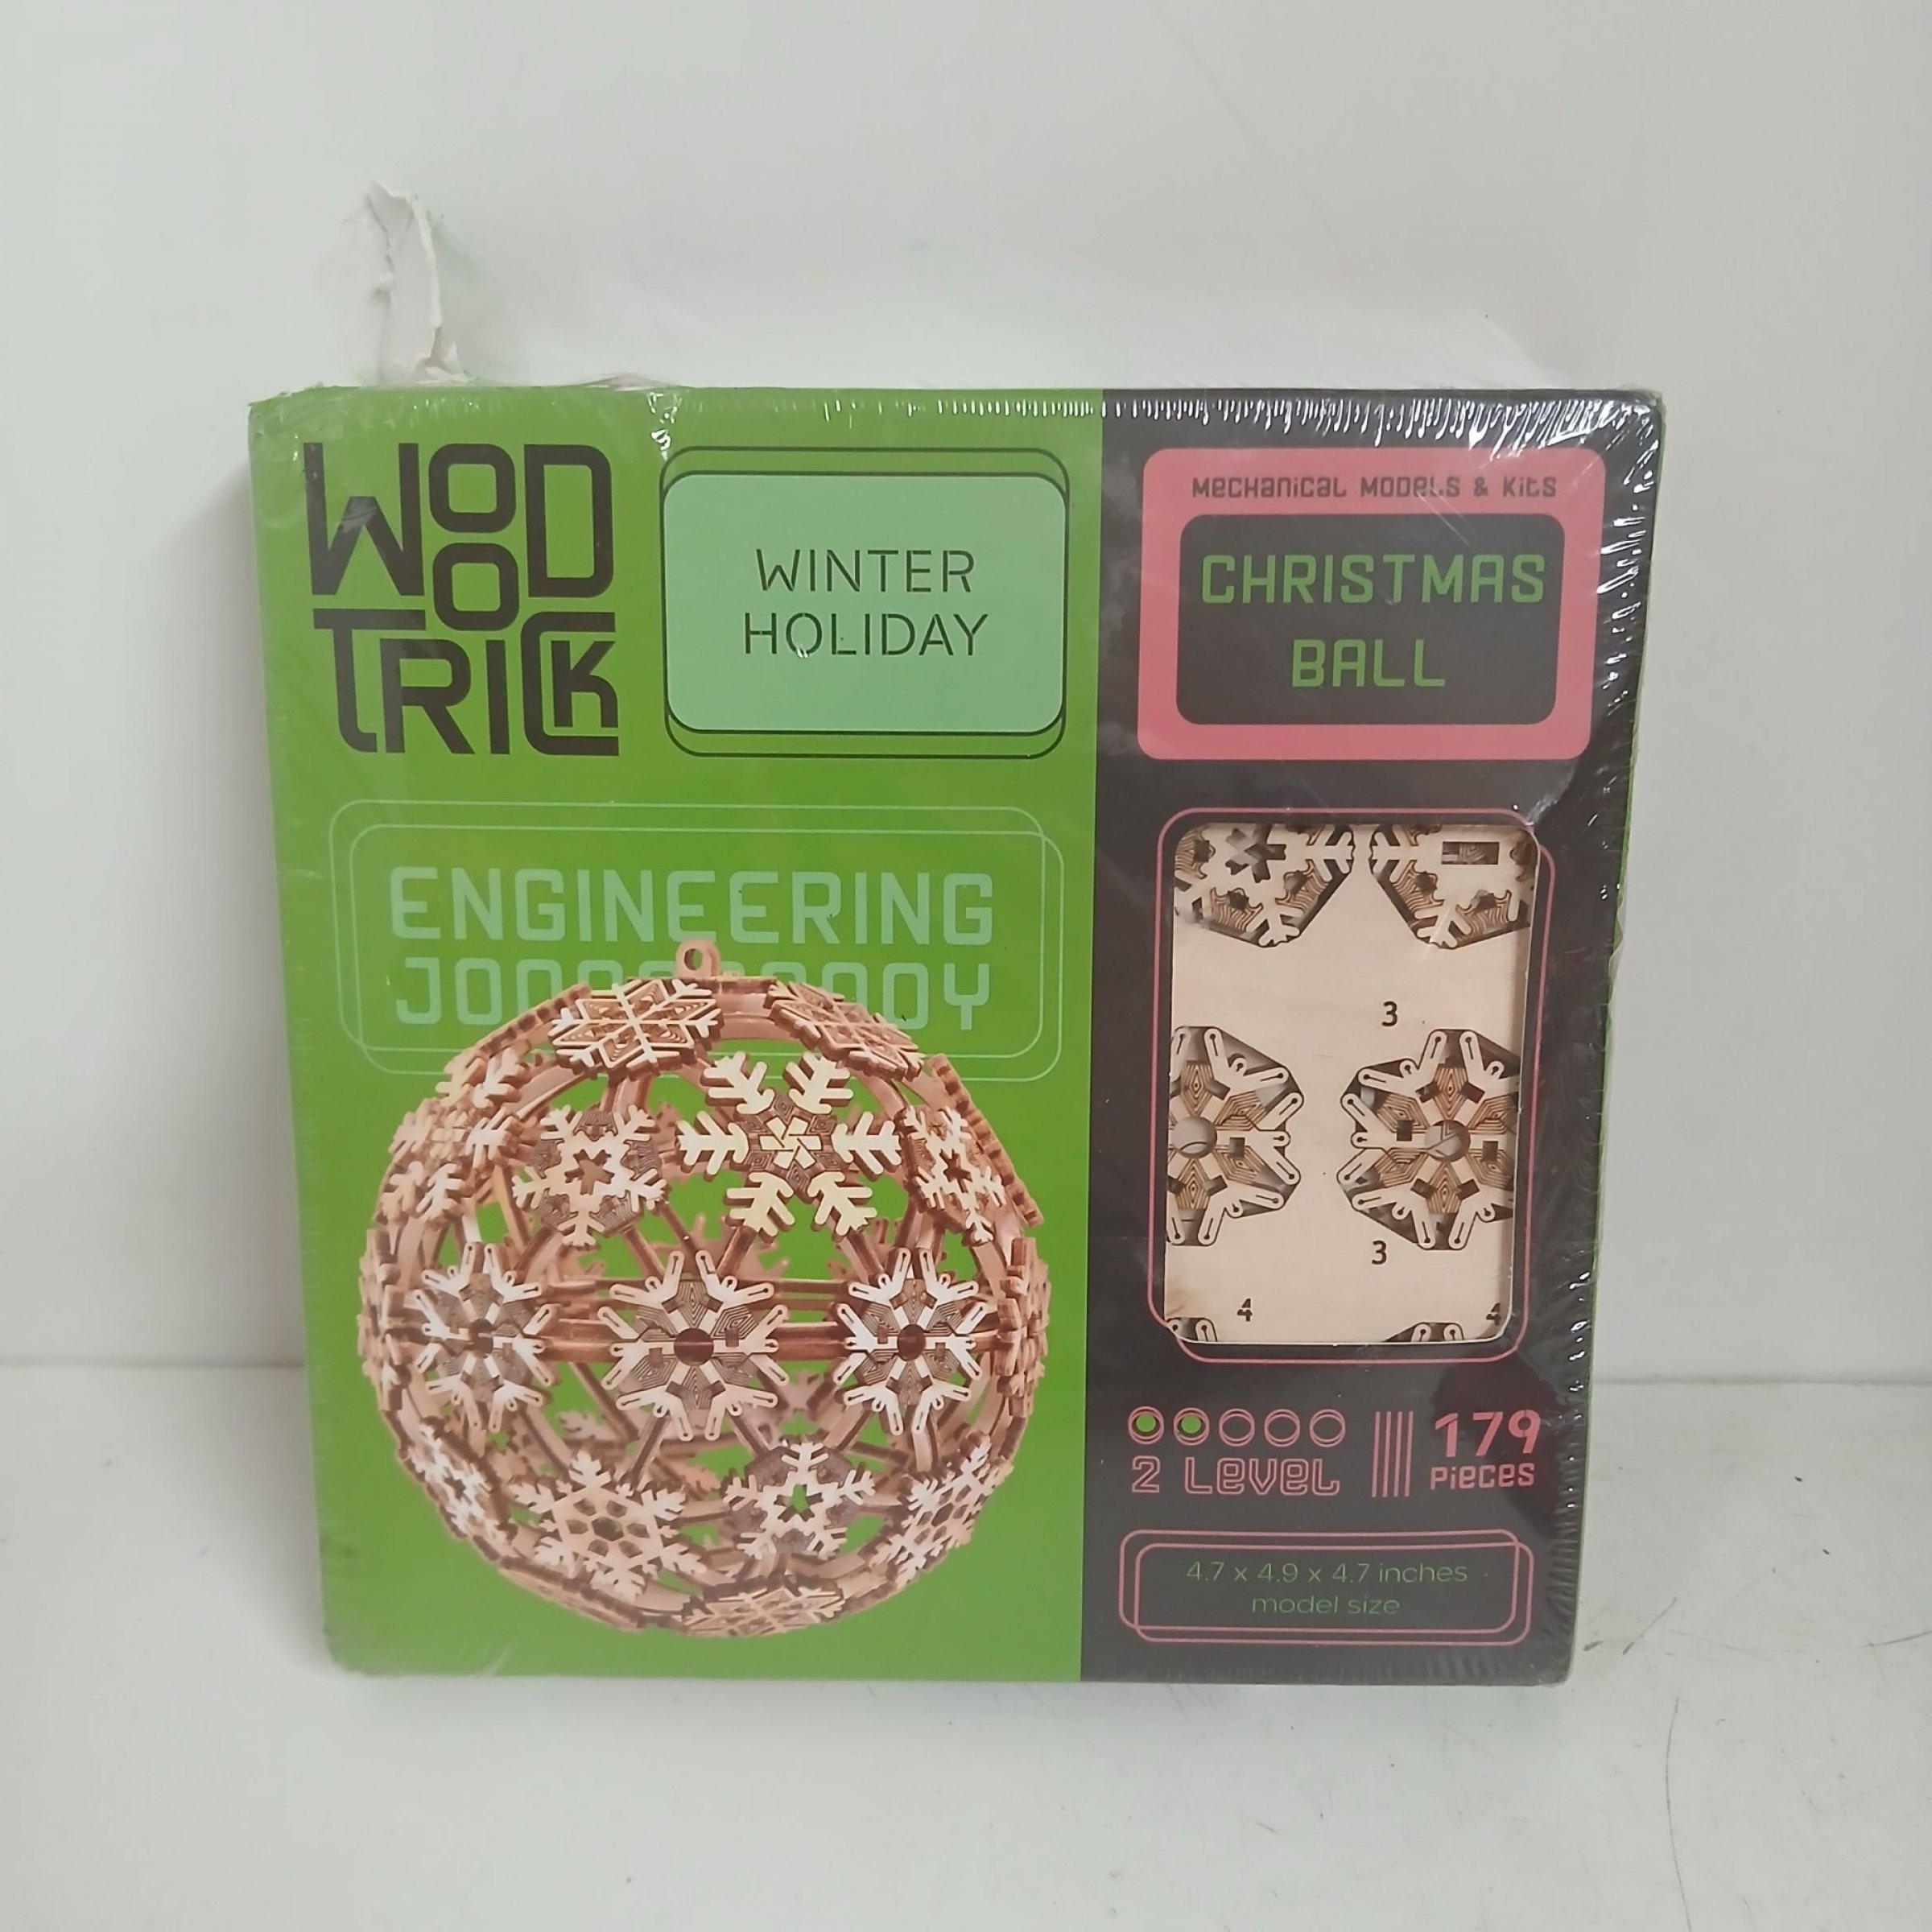 WOOD
TRICK
WINTER
HOLIDAY
MECHANICAL MODELS & KITS
CHRISTMAS
BALL
ENGINEERING
3
3
4
4
2 LEVEL
179
PIECES
4.7 x 4.9 x 4.7 inches
model size